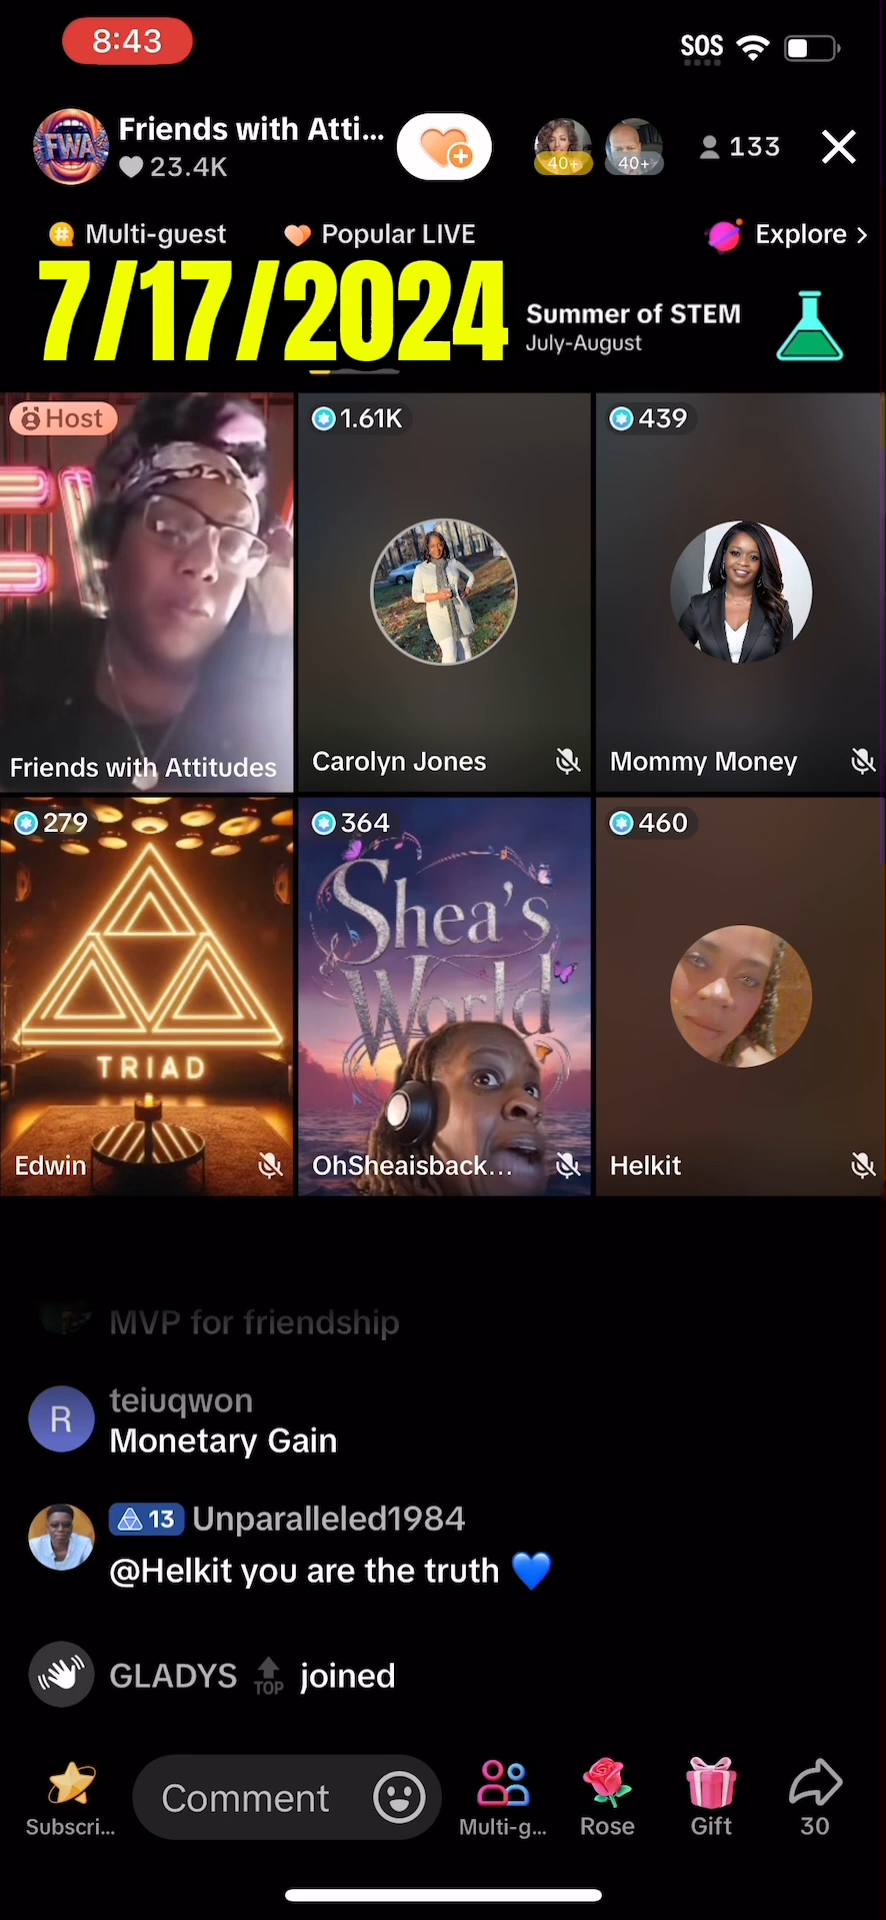 8:43
SOS
FWA
Friends with Atti...
23.4K
40+
40+
133
Multi-guest
Popular LIVE
Explore >
7/17/2024
Summer of STEM
July-August
Host
1.61K
439
Friends with Attitudes
Carolyn Jones
Mommy Money
279
364
460
Shea's
World
TRIAD
Edwin
OhSheaisback...
Helkit
MVP for friendship
teiuqwon
R
Monetary Gain
13 Unparalleled1984
@Helkit you are the truth 💙
GLADYS TOP joined
Comment
Subscri...
Multi-g...
Rose
Gift
30